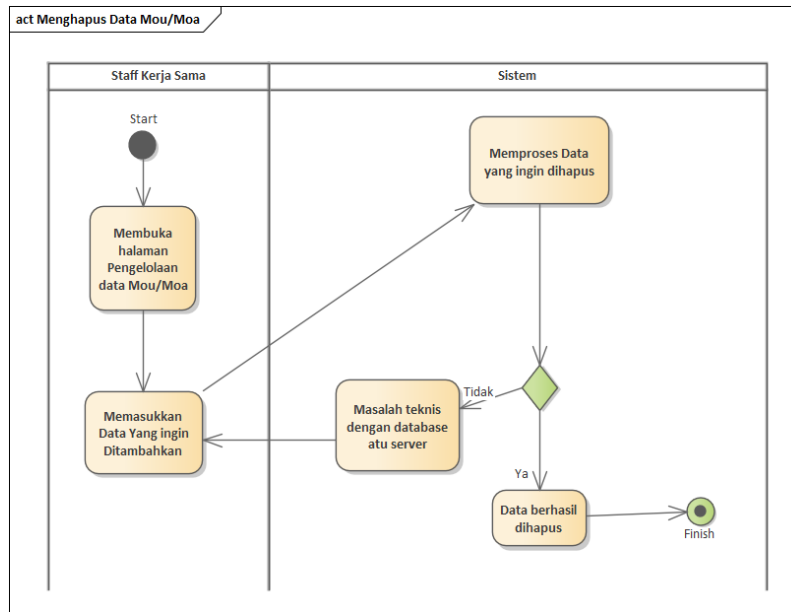 act Menghapus Data Mou/Moa
Staff Kerja Sama
Sistem
Start
Membuka
halaman
Pengelolaan
data Mou/Moa
Memasukkan
Data Yang ingin
Ditambahkan
Memproses Data
yang ingin dihapus
Tidak
Masalah teknis
dengan database
atu server
Ya
Data berhasil
dihapus
Finish